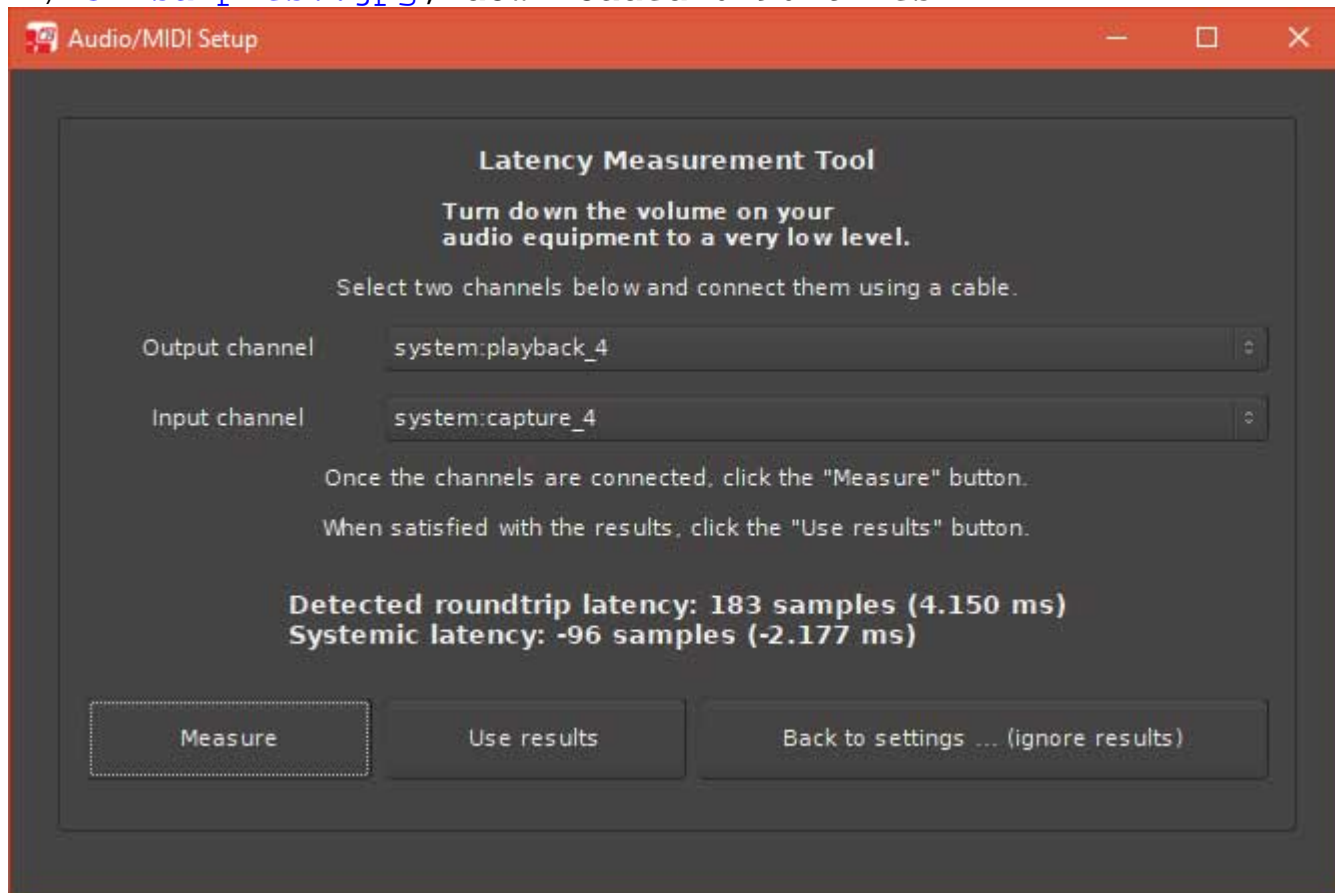 Audio/MIDI Setup
Latency Measurement Tool
Turn down the volume on your
audio equipment to a very low level.
Select two channels below and connect them using a cable.
Output channel system:playback_4
Input channel system:capture_4
Once the channels are connected, click the "Measure" button.
When satisfied with the results, click the "Use results" button.
Detected roundtrip latency: 183 samples (4.150 ms)
Systemic latency: -96 samples (-2.177 ms)
Measure Use results Back to settings ... (ignore results)